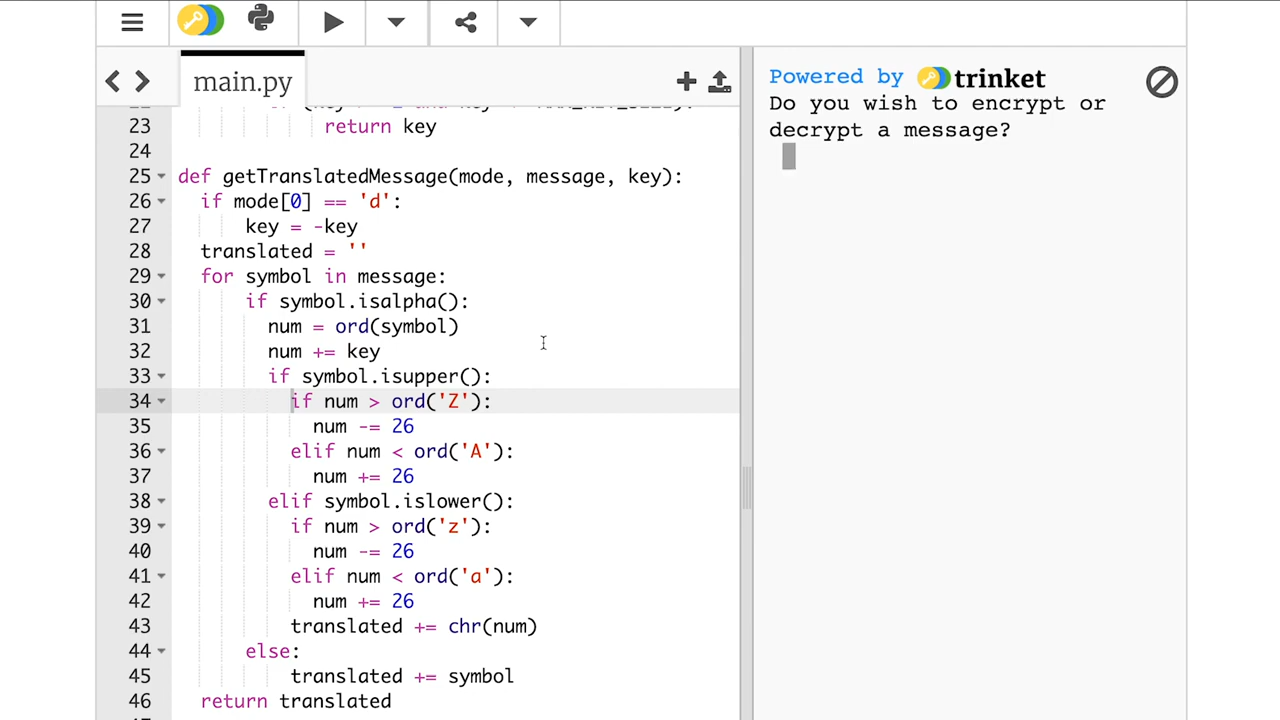 main.py
23 return key
24
25 def getTranslatedMessage(mode, message, key):
26 if mode[0] == 'd':
27 key = -key
28 translated = ''
29 for symbol in message:
30 if symbol.isalpha():
31 num = ord(symbol)
32 num += key
33 if symbol.isupper():
34 if num > ord('Z'):
35 num -= 26
36 elif num < ord('A'):
37 num += 26
38 elif symbol.islower():
39 if num > ord('z'):
40 num -= 26
41 elif num < ord('a'):
42 num += 26
43 translated += chr(num)
44 else:
45 translated += symbol
46 return translated
Powered by trinket
Do you wish to encrypt or
decrypt a message?